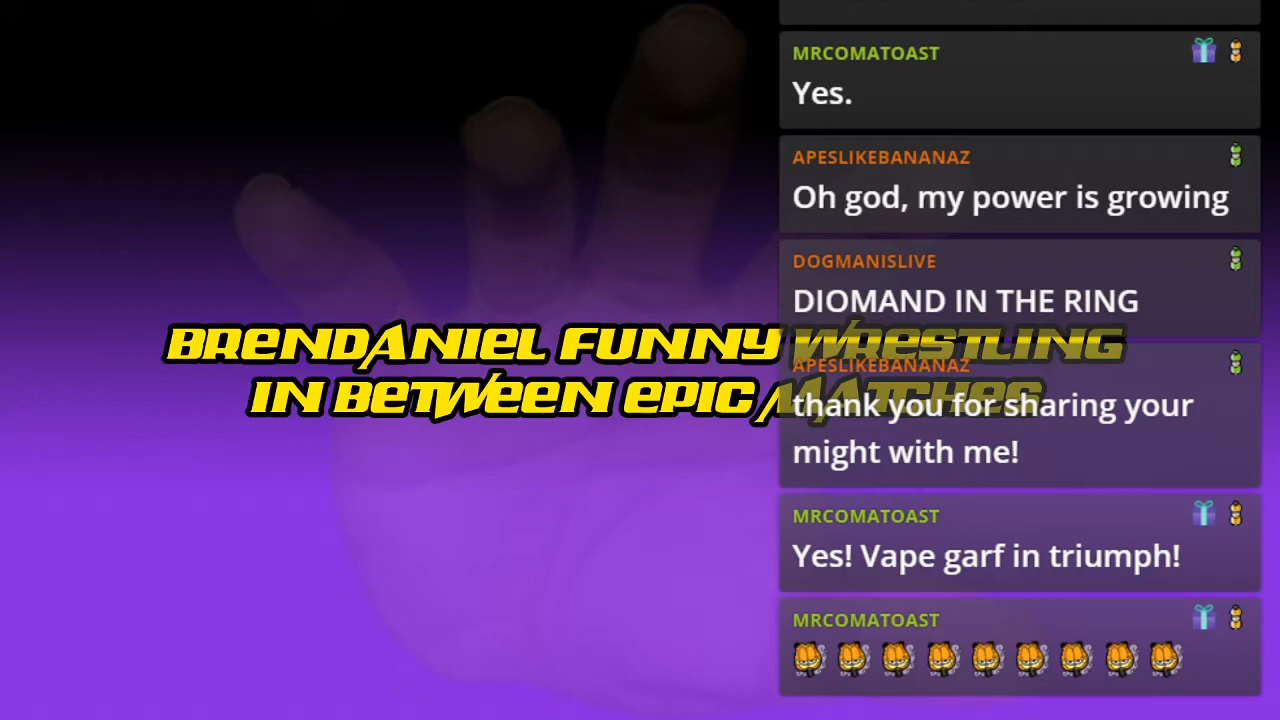 BRENDANIEL FUNNY WRESTLING
IN BETWEEN EPIC MATCHES
MRCOMATOAST
Yes.
APESLIKEBANANAZ
Oh god, my power is growing
DOGMANISLIVE
DIOMAND IN THE RING
APESLIKEBANANAZ
thank you for sharing your
might with me!
MRCOMATOAST
Yes! Vape garf in triumph!
MRCOMATOAST